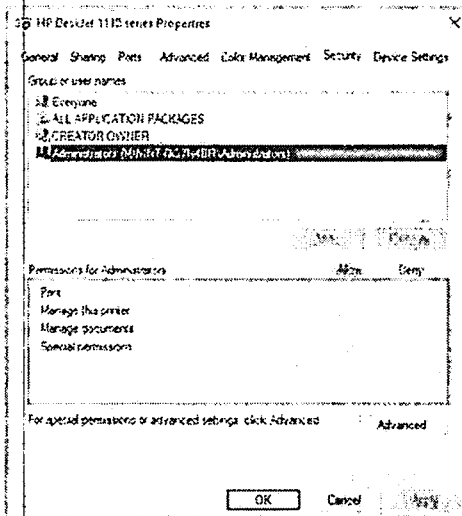 HP DeskJet 1110 series Properties
General Sharing Ports Advanced Color Management Security Device Settings
Group or user names
Everyone
ALL APPLICATION PACKAGES
CREATOR OWNER
Administrators
Permissions for Administrators Allow Deny
Print
Manage this printer
Manage documents
Special permissions
For special permissions or advanced settings, click Advanced
Advanced
OK Cancel Apply